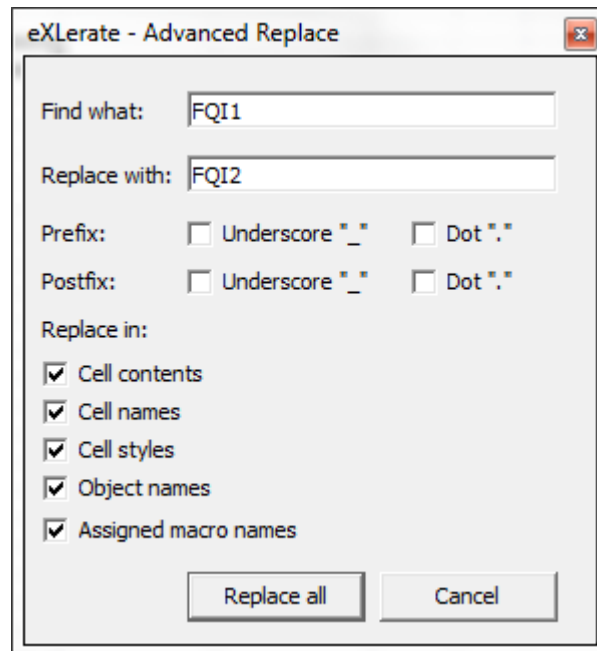 eXLerate - Advanced Replace
Find what: FQI1
Replace with: FQI2
Prefix: Underscore "_" Dot "."
Postfix: Underscore "_" Dot "."
Replace in:
Cell contents
Cell names
Cell styles
Object names
Assigned macro names
Replace all Cancel